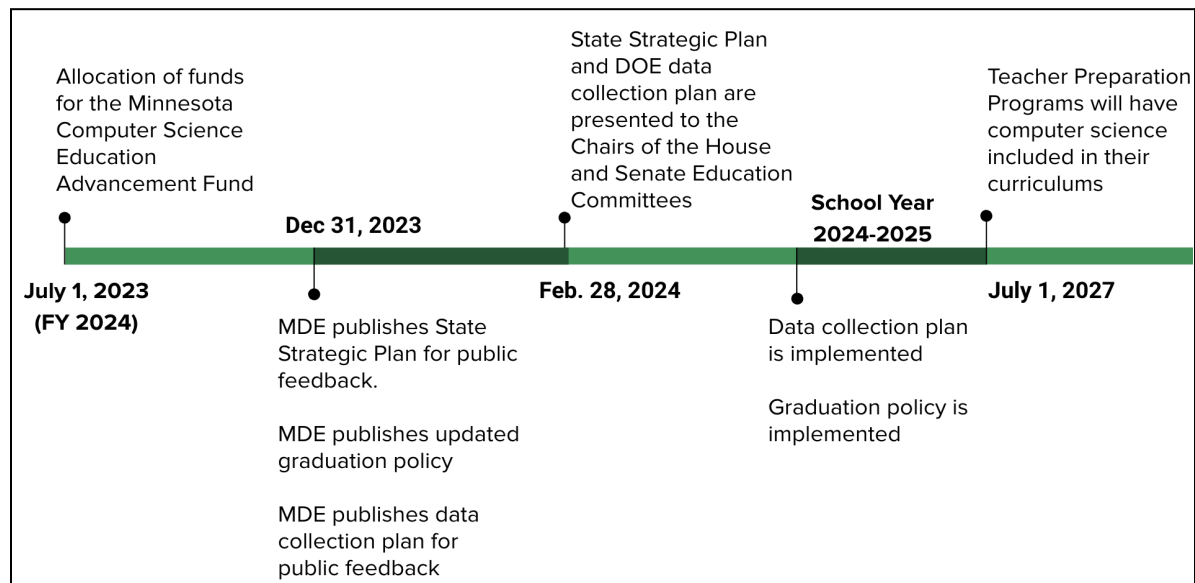 Allocation of funds
for the Minnesota
Computer Science
Education
Advancement Fund
July 1, 2023
(FY 2024)
Dec 31, 2023
MDE publishes State
Strategic Plan for public
feedback.
MDE publishes updated
graduation policy
MDE publishes data
collection plan for
public feedback
State Strategic Plan
and DOE data
collection plan are
presented to the
Chairs of the House
and Senate Education
Committees
Feb. 28, 2024
School Year
2024-2025
Data collection plan
is implemented
Graduation policy is
implemented
Teacher Preparation
Programs will have
computer science
included in their
curriculums
July 1, 2027